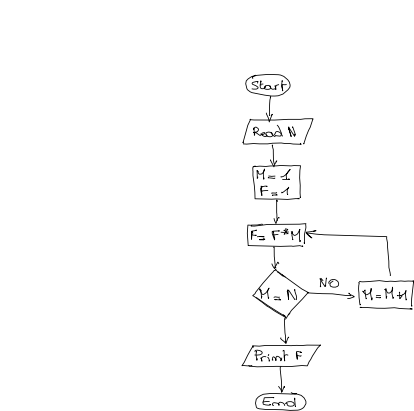 Start
Read N
M = 1
F = 1
F = F * M
M = N
NO
M = M + 1
Print F
End